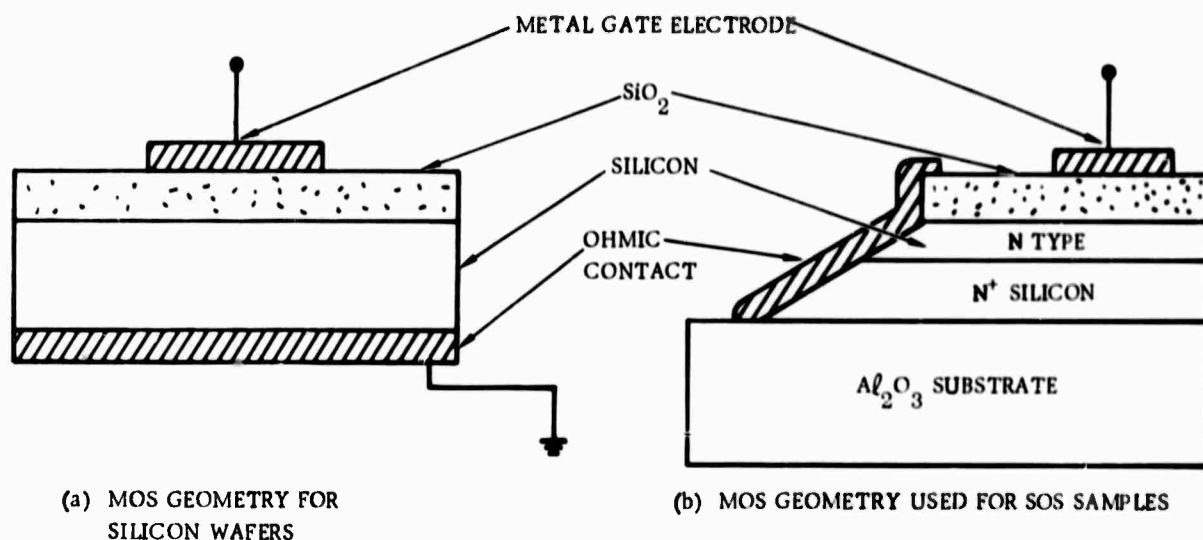 METAL GATE ELECTRODE
SiO₂
SILICON
OHMIC
CONTACT
N TYPE
N⁺ SILICON
Aℓ₂O₃ SUBSTRATE
(a) MOS GEOMETRY FOR
SILICON WAFERS
(b) MOS GEOMETRY USED FOR SOS SAMPLES